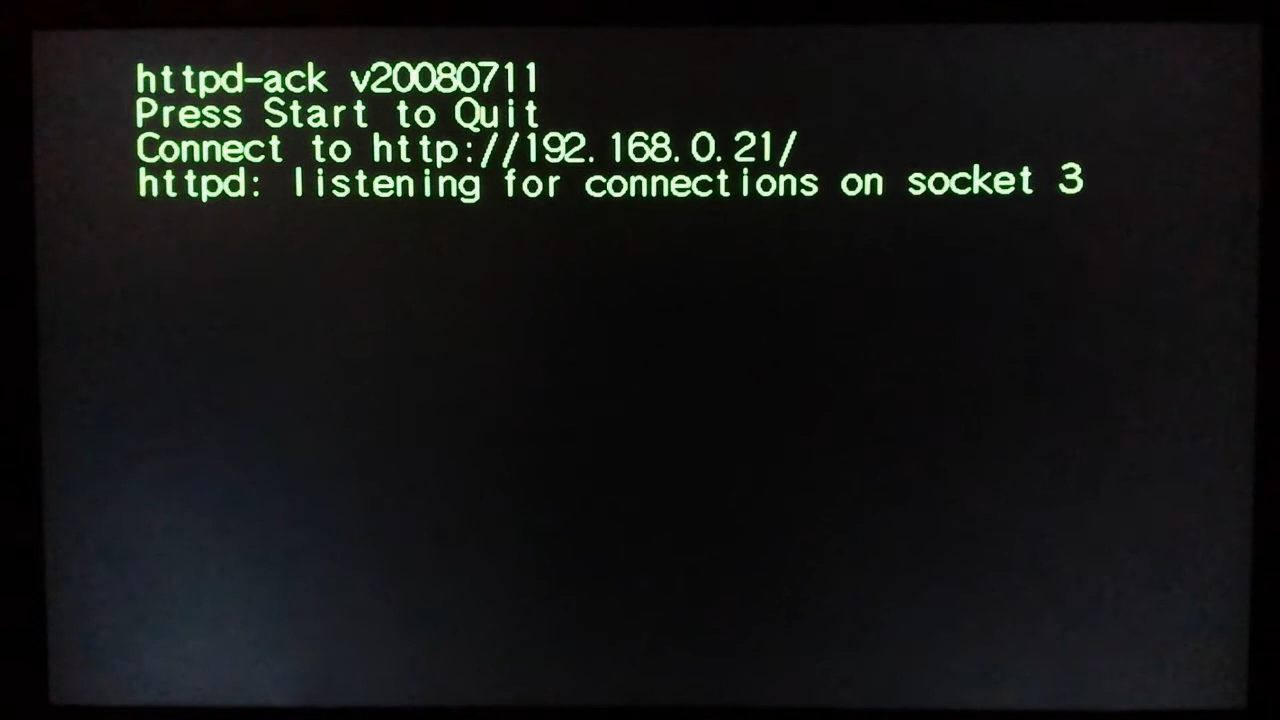 httpd-ack v20080711
Press Start to Quit
Connect to http://192.168.0.21/
httpd: listening for connections on socket 3